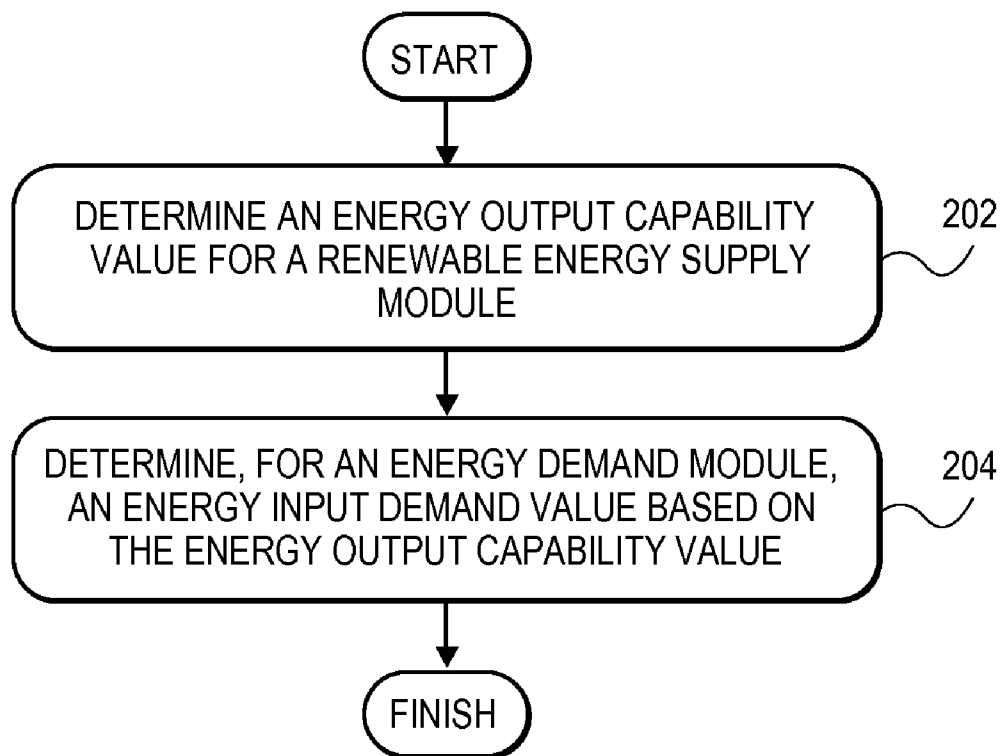 START
DETERMINE AN ENERGY OUTPUT CAPABILITY
VALUE FOR A RENEWABLE ENERGY SUPPLY
MODULE
202
DETERMINE, FOR AN ENERGY DEMAND MODULE,
AN ENERGY INPUT DEMAND VALUE BASED ON
THE ENERGY OUTPUT CAPABILITY VALUE
204
FINISH